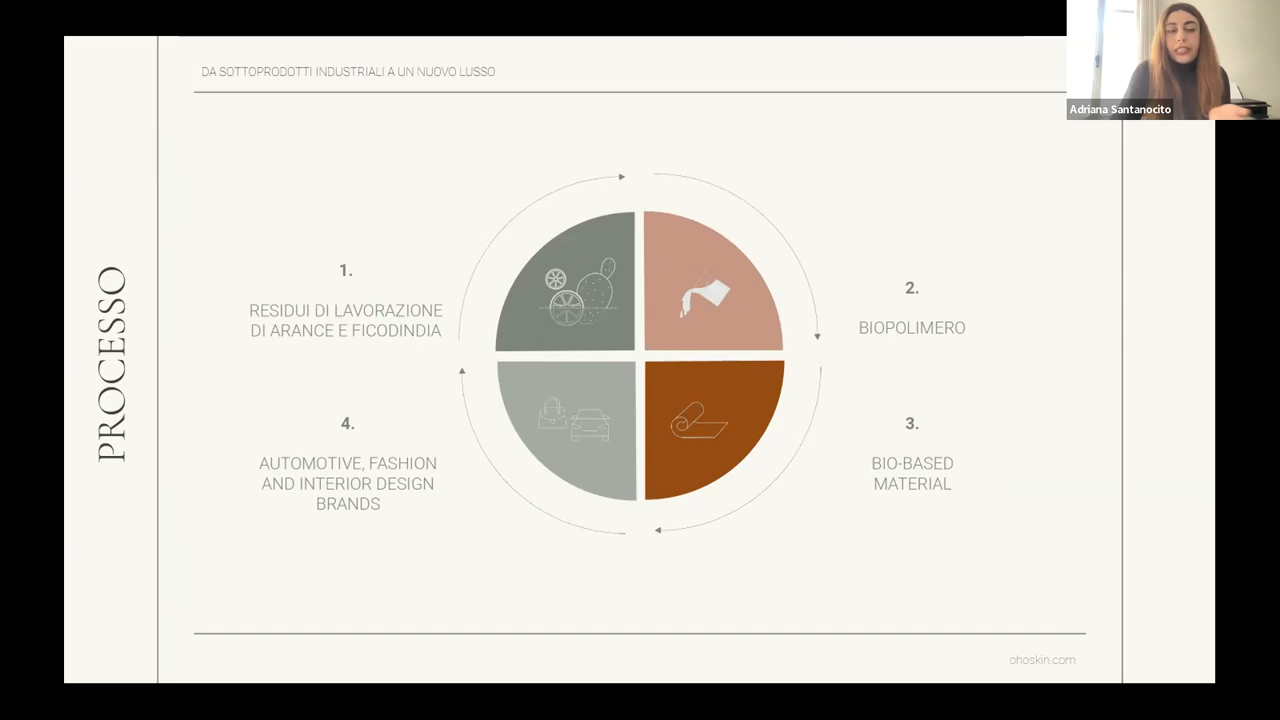 DA SOTTOPRODOTTI INDUSTRIALI A UN NUOVO LUSSO
Adriana Santanocito
PROCESSO
1.
RESIDUI DI LAVORAZIONE
DI ARANCE E FICODINDIA
2.
BIOPOLIMERO
4.
AUTOMOTIVE, FASHION
AND INTERIOR DESIGN
BRANDS
3.
BIO-BASED
MATERIAL
ohoskin.com